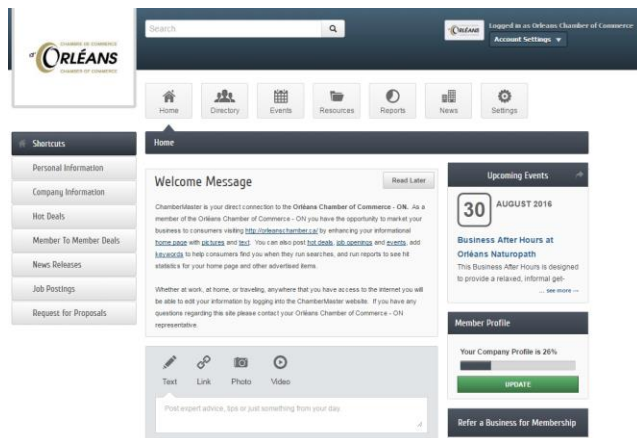 CHAMBER DE COMMERCE
d'ORLÉANS
CHAMBER OF COMMERCE
Search
ORLÉANS
Logged in as Orleans Chamber of Commerce
Account Settings
Home
Directory
Events
Resources
Reports
News
Settings
Shortcuts
Personal Information
Company Information
Hot Deals
Member To Member Deals
News Releases
Job Postings
Request for Proposals
Home
Welcome Message
Read Later
ChamberMaster is your direct connection to the Orléans Chamber of Commerce - ON. As a
member of the Orléans Chamber of Commerce - ON you have the opportunity to market your
business to consumers visiting http://orleanschamber.ca/ by enhancing your informational
home page with pictures and text. You can also post hot deals, job openings and events, add
keywords to help consumers find you when they run searches, and run reports to see hit
statistics for your home page and other advertised items.
Whether at work, at home, or traveling, anywhere that you have access to the internet you will
be able to edit your information by logging into the ChamberMaster website. If you have any
questions regarding this site please contact your Orléans Chamber of Commerce - ON
representative.
Text
Link
Photo
Video
Post expert advice, tips or just something from your day
Upcoming Events
30
AUGUST 2016
Business After Hours at
Orléans Naturopath
This Business After Hours is designed
to provide a relaxed, informal get-
... see more
Member Profile
Your Company Profile is 26%
UPDATE
Refer a Business for Membership